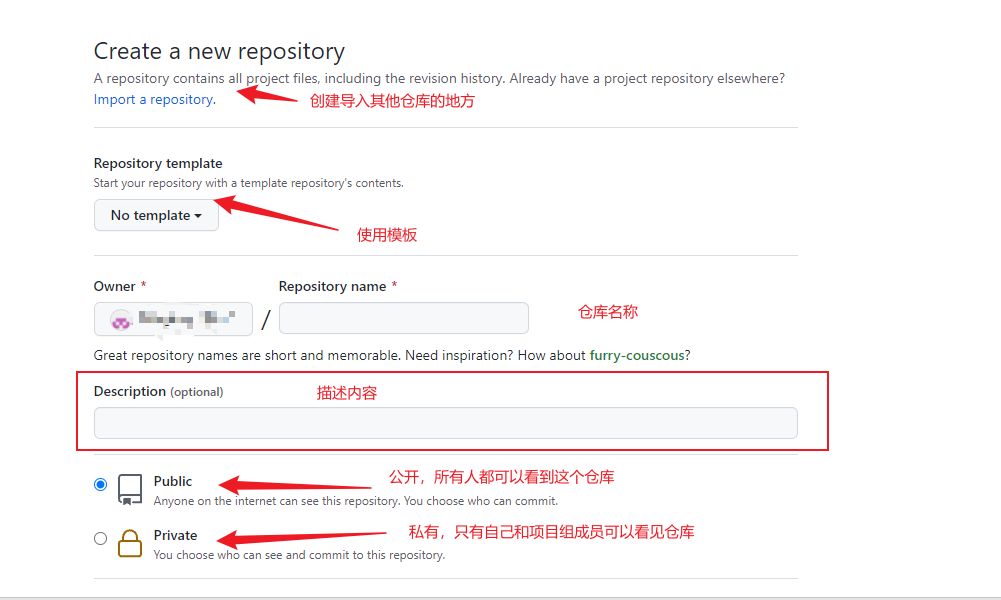 Create a new repository
A repository contains all project files, including the revision history. Already have a project repository elsewhere?
Import a repository.
创建导入其他仓库的地方
Repository template
Start your repository with a template repository's contents.
No template
使用模板
Owner * Repository name *
/
仓库名称
Great repository names are short and memorable. Need inspiration? How about furry-couscous?
Description (optional)
描述内容
Public
公开，所有人都可以看到这个仓库
Anyone on the internet can see this repository. You choose who can commit.
Private
私有，只有自己和项目组成员可以看见仓库
You choose who can see and commit to this repository.